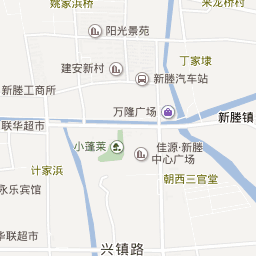 姚家浜桥
来龙桥村
阳光景苑
丁家埭
建安新村
新塍汽车站
新塍工商所
万隆广场
新塍镇
联华超市
小蓬莱
佳源·新塍
中心广场
计家浜
朝西三官堂
永乐宾馆
华联超市
兴镇路